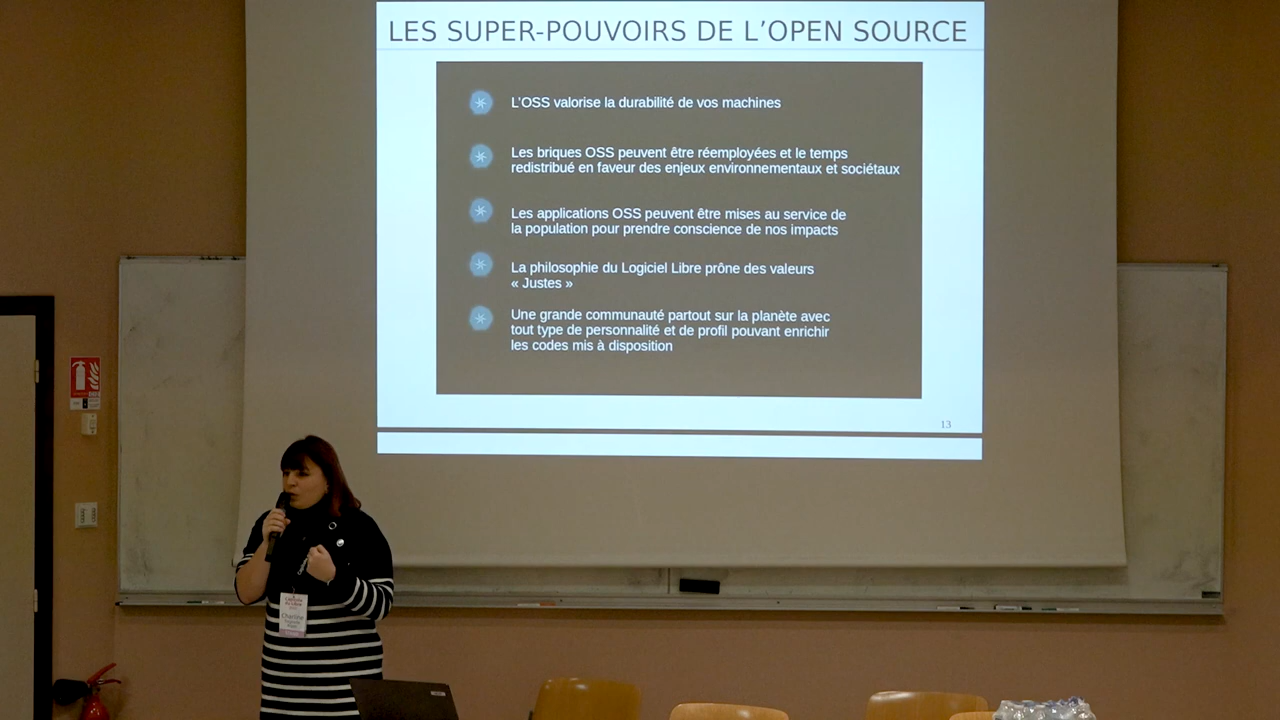 LES SUPER-POUVOIRS DE L'OPEN SOURCE
L'OSS valorise la durabilité de vos machines
Les briques OSS peuvent être réemployées et le temps
redistribué en faveur des enjeux environnementaux et sociétaux
Les applications OSS peuvent être mises au service de
la population pour prendre conscience de nos impacts
La philosophie du Logiciel Libre prône des valeurs
« Justes »
Une grande communauté partout sur la planète avec
tout type de personnalité et de profil pouvant enrichir
les codes mis à disposition
13
Charline